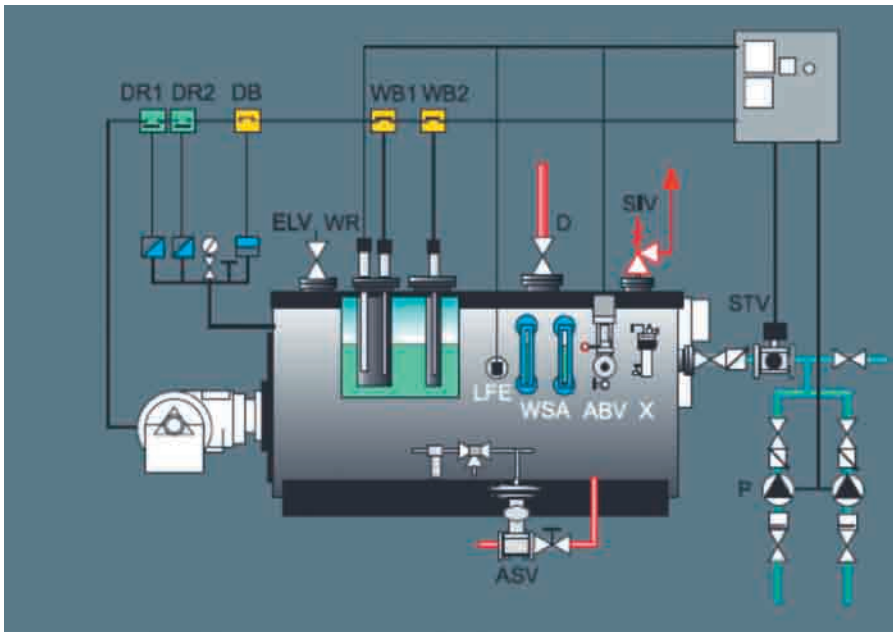 DR1 DR2 DB WB1 WB2
ELV WR D SIV
STV
LFE WSA ABV X
P
ASV